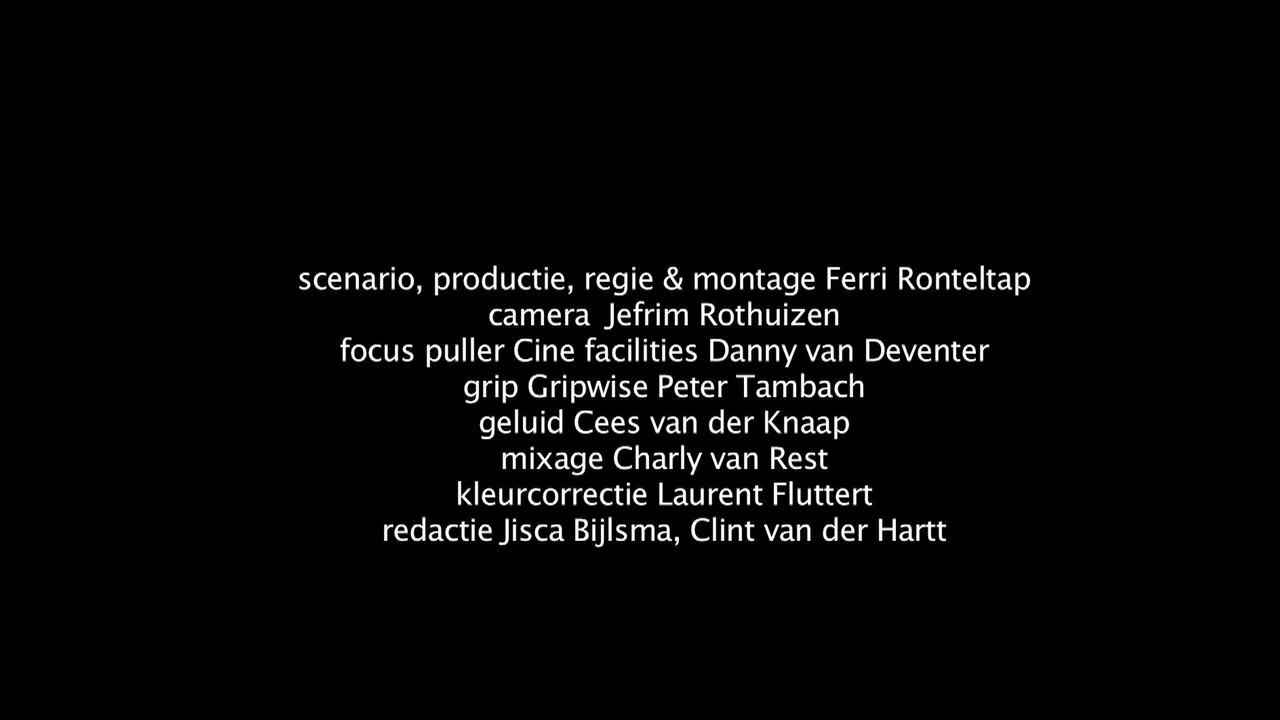 scenario, productie, regie & montage Ferri Ronteltap
camera Jefrim Rothuizen
focus puller Cine facilities Danny van Deventer
grip Gripwise Peter Tambach
geluid Cees van der Knaap
mixage Charly van Rest
kleurcorrectie Laurent Fluttert
redactie Jisca Bijlsma, Clint van der Hartt